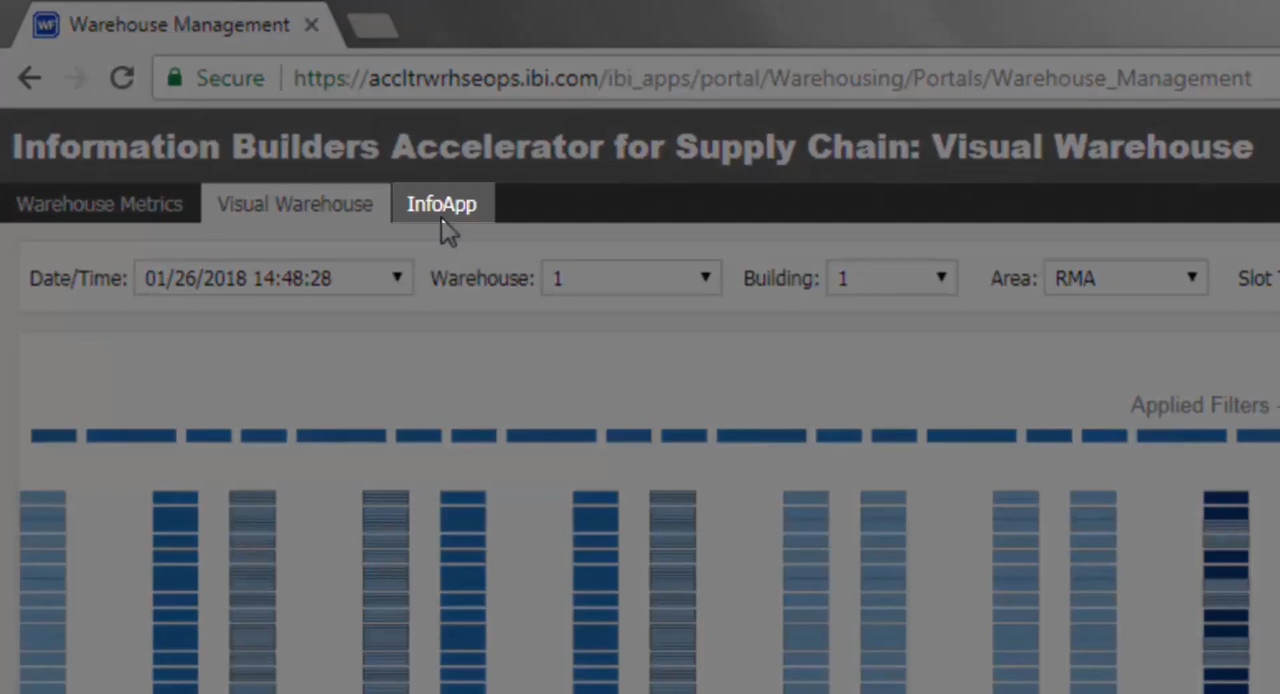 WF Warehouse Management
Secure https://accltrwrhseops.ibi.com/ibi_apps/portal/Warehousing/Portals/Warehouse_Management
Information Builders Accelerator for Supply Chain: Visual Warehouse
Warehouse Metrics Visual Warehouse InfoApp
Date/Time: 01/26/2018 14:48:28 Warehouse: 1 Building: 1 Area: RMA Slot
Applied Filters